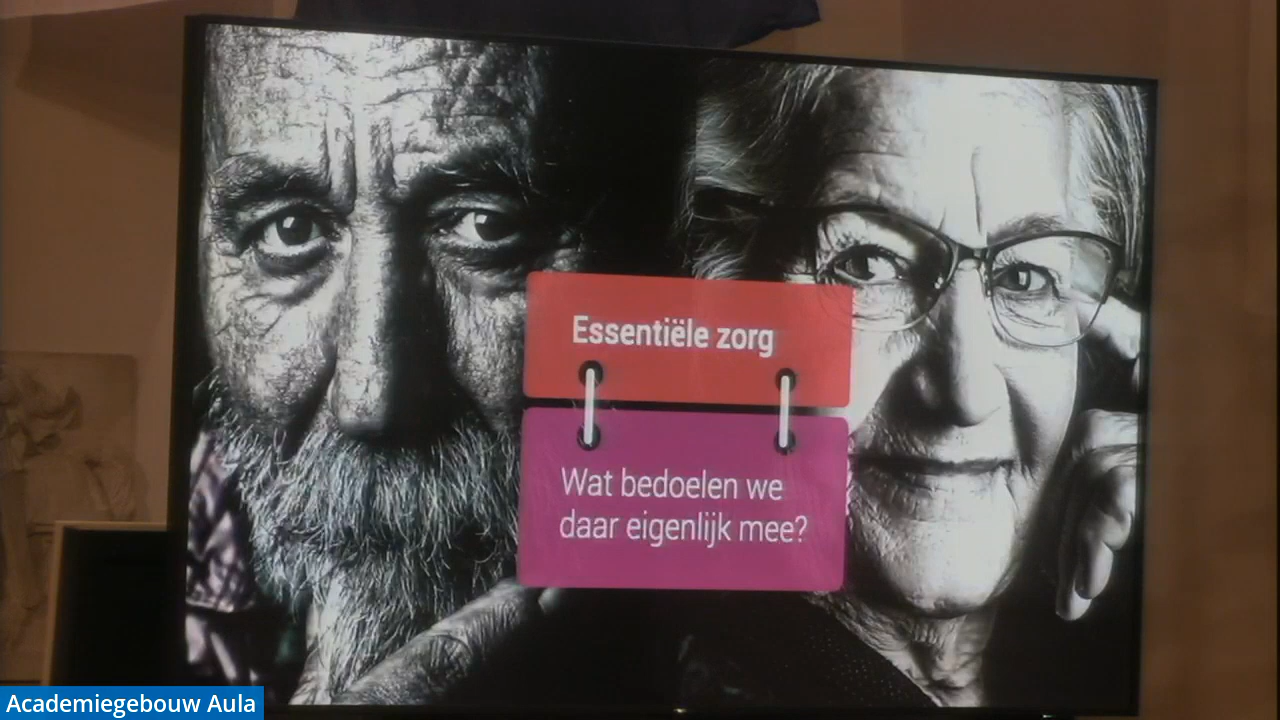 Essentiële zorg
Wat bedoelen we
daar eigenlijk mee?
Academiegebouw Aula